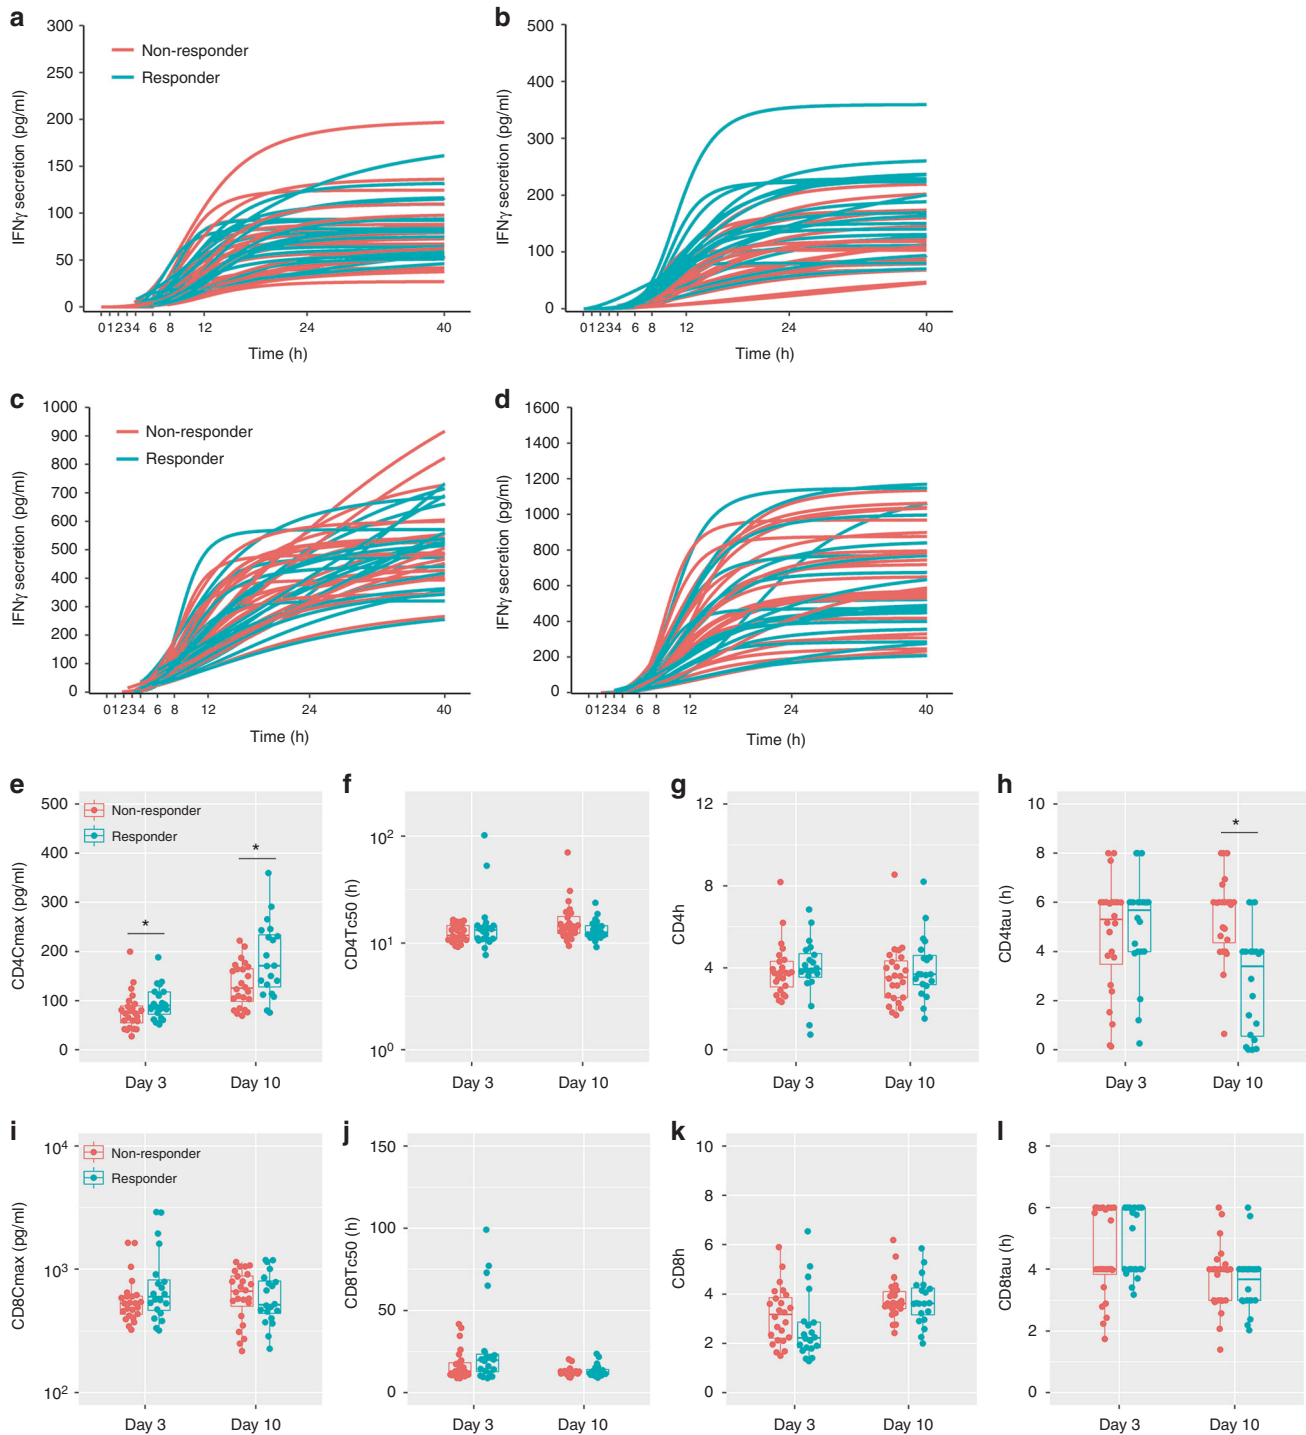 a
300
250
200
150
100
50
0
IFNγ secretion (pg/ml)
Non-responder
Responder
0 1 2 3 4 6 8 12 24 40
Time (h)
b
500
400
300
200
100
0
IFNγ secretion (pg/ml)
0 1 2 3 4 6 8 12 24 40
Time (h)
c
1000
900
800
700
600
500
400
300
200
100
0
IFNγ secretion (pg/ml)
Non-responder
Responder
0 1 2 3 4 6 8 12 24 40
Time (h)
d
1600
1400
1200
1000
800
600
400
200
0
IFNγ secretion (pg/ml)
0 1 2 3 4 6 8 12 24 40
Time (h)
e
500
400
300
200
100
0
CD4Cmax (pg/ml)
Non-responder
Responder
*
*
Day 3 Day 10
f
10²
10¹
10⁰
CD4Tc50 (h)
Day 3 Day 10
g
12
8
4
0
CD4h
Day 3 Day 10
h
10
8
6
4
2
0
CD4tau (h)
*
Day 3 Day 10
i
10⁴
10³
10²
CD8Cmax (pg/ml)
Non-responder
Responder
Day 3 Day 10
j
150
100
50
0
CD8Tc50 (h)
Day 3 Day 10
k
10
8
6
4
2
0
CD8h
Day 3 Day 10
l
8
6
4
2
0
CD8tau (h)
Day 3 Day 10